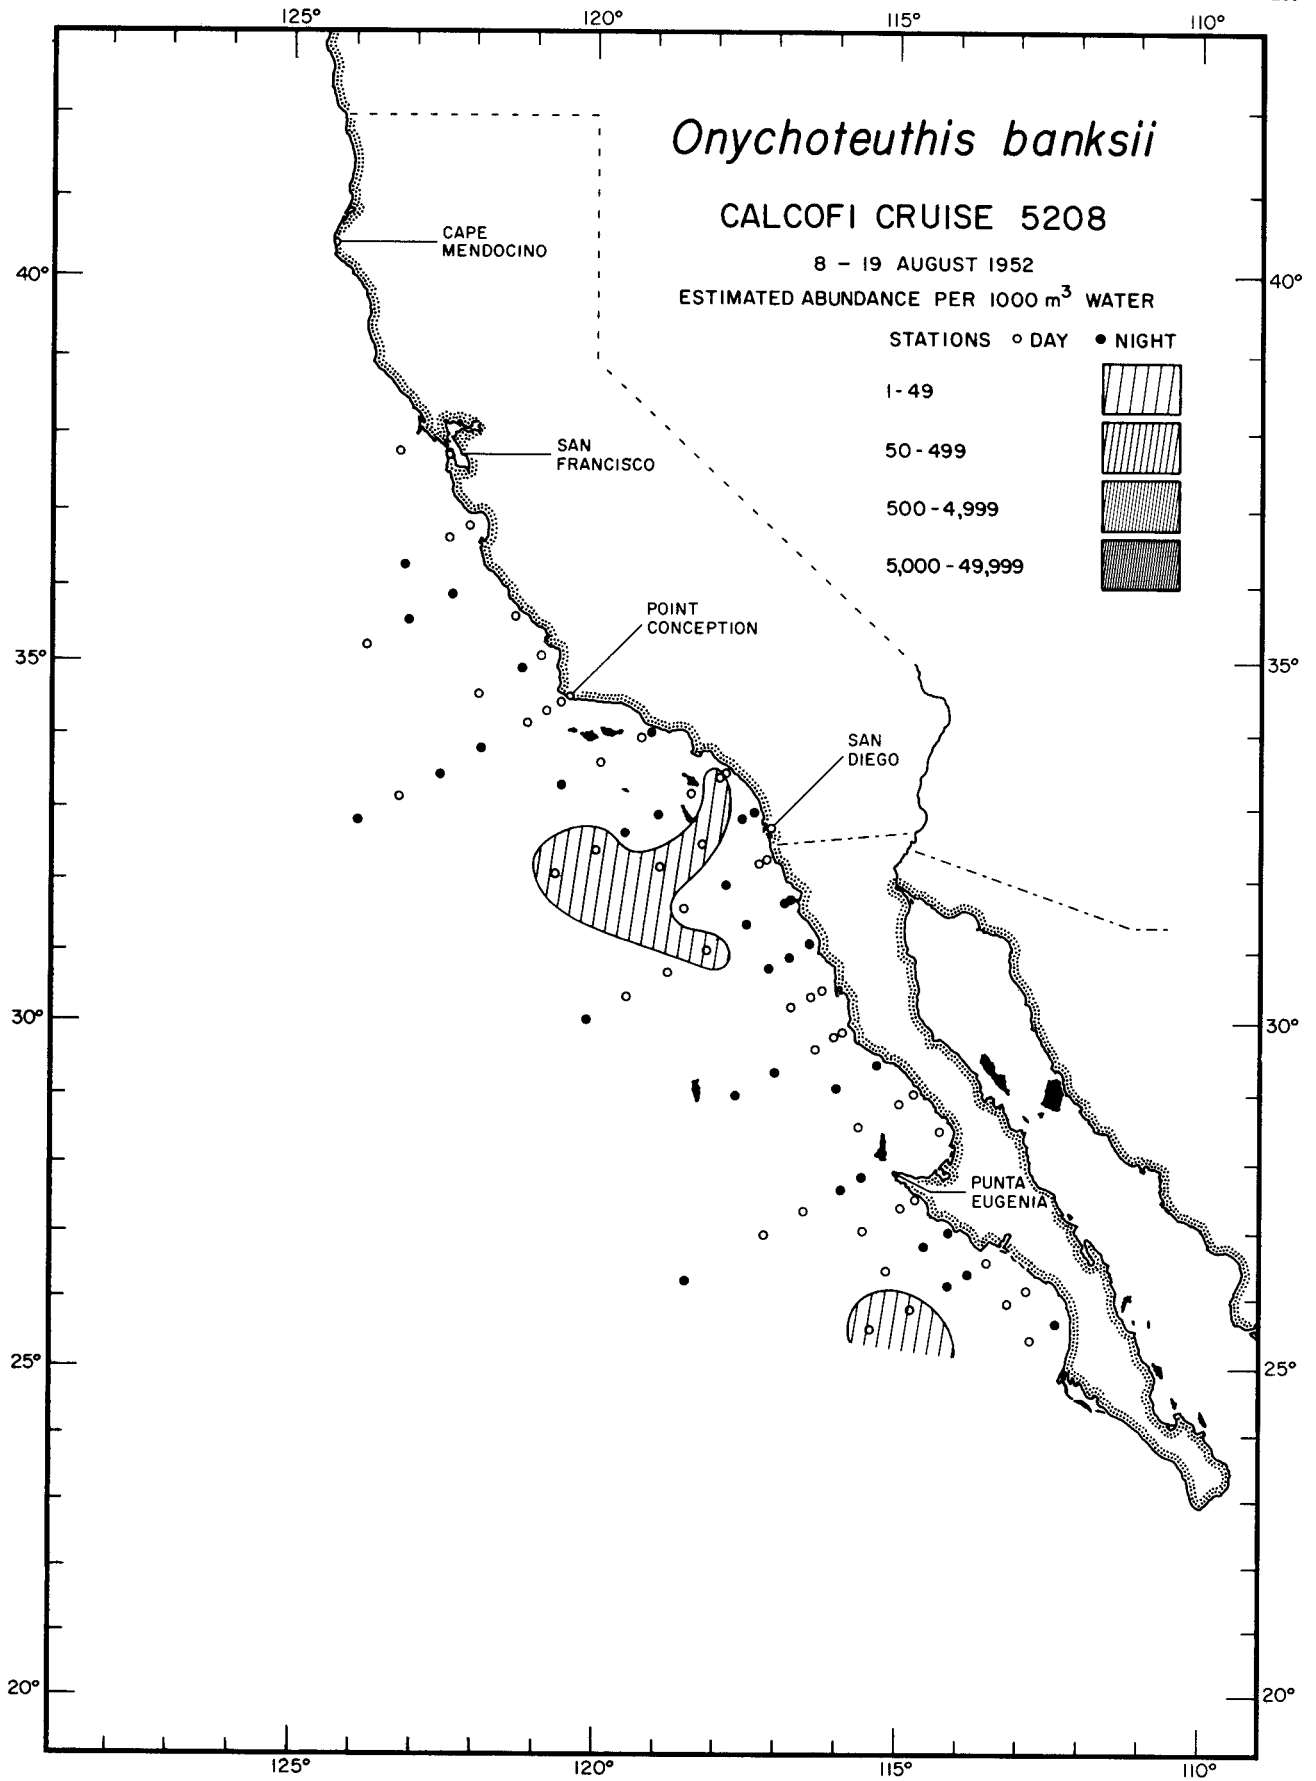 125° 120° 115° 110°
Onychoteuthis banksii
CALCOFI CRUISE 5208
8 - 19 AUGUST 1952
ESTIMATED ABUNDANCE PER 1000 m³ WATER
STATIONS ○ DAY ● NIGHT
1-49
50-499
500-4,999
5,000-49,999
CAPE
MENDOCINO
40° 40°
SAN
FRANCISCO
POINT
CONCEPTION
35° 35°
SAN
DIEGO
30° 30°
PUNTA
EUGENIA
25° 25°
20° 20°
125° 120° 115° 110°